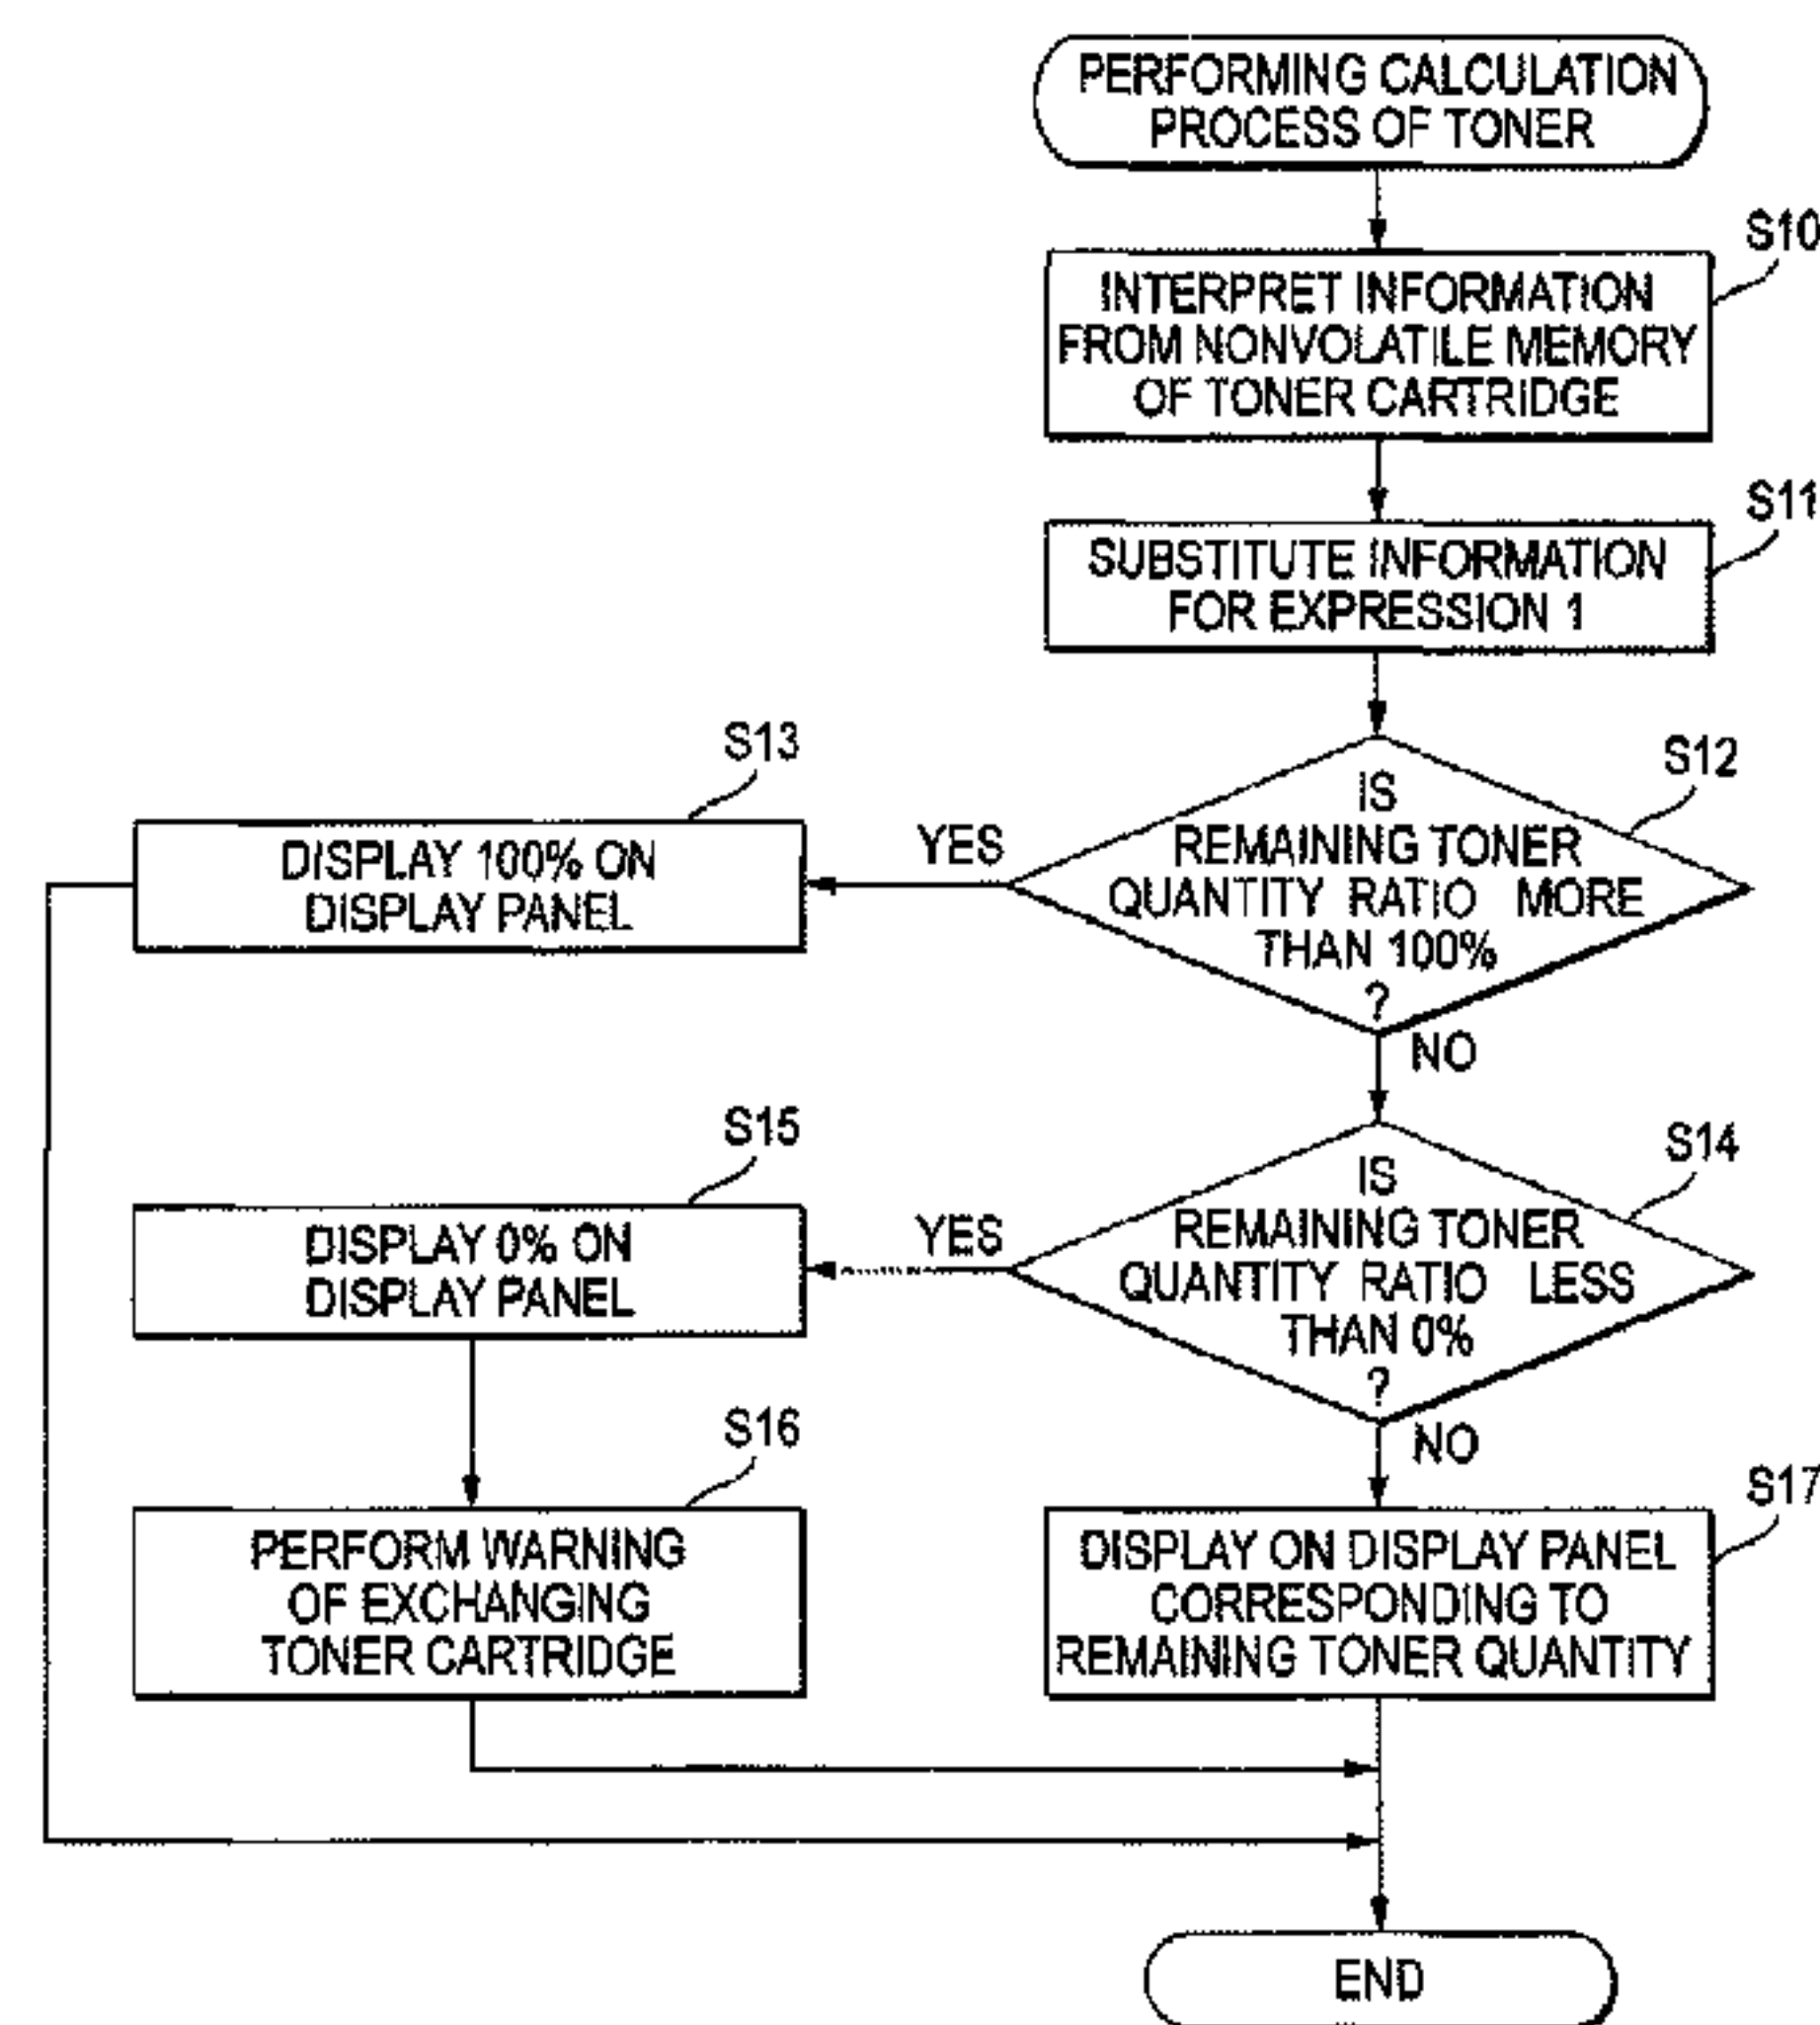 PERFORMING CALCULATION
PROCESS OF TONER
S10
INTERPRET INFORMATION
FROM NONVOLATILE MEMORY
OF TONER CARTRIDGE
S11
SUBSTITUTE INFORMATION
FOR EXPRESSION 1
S12
IS
REMAINING TONER
QUANTITY RATIO MORE
THAN 100%
?
YES
NO
S13
DISPLAY 100% ON
DISPLAY PANEL
S14
IS
REMAINING TONER
QUANTITY RATIO LESS
THAN 0%
?
YES
NO
S15
DISPLAY 0% ON
DISPLAY PANEL
S16
PERFORM WARNING
OF EXCHANGING
TONER CARTRIDGE
S17
DISPLAY ON DISPLAY PANEL
CORRESPONDING TO
REMAINING TONER QUANTITY
END